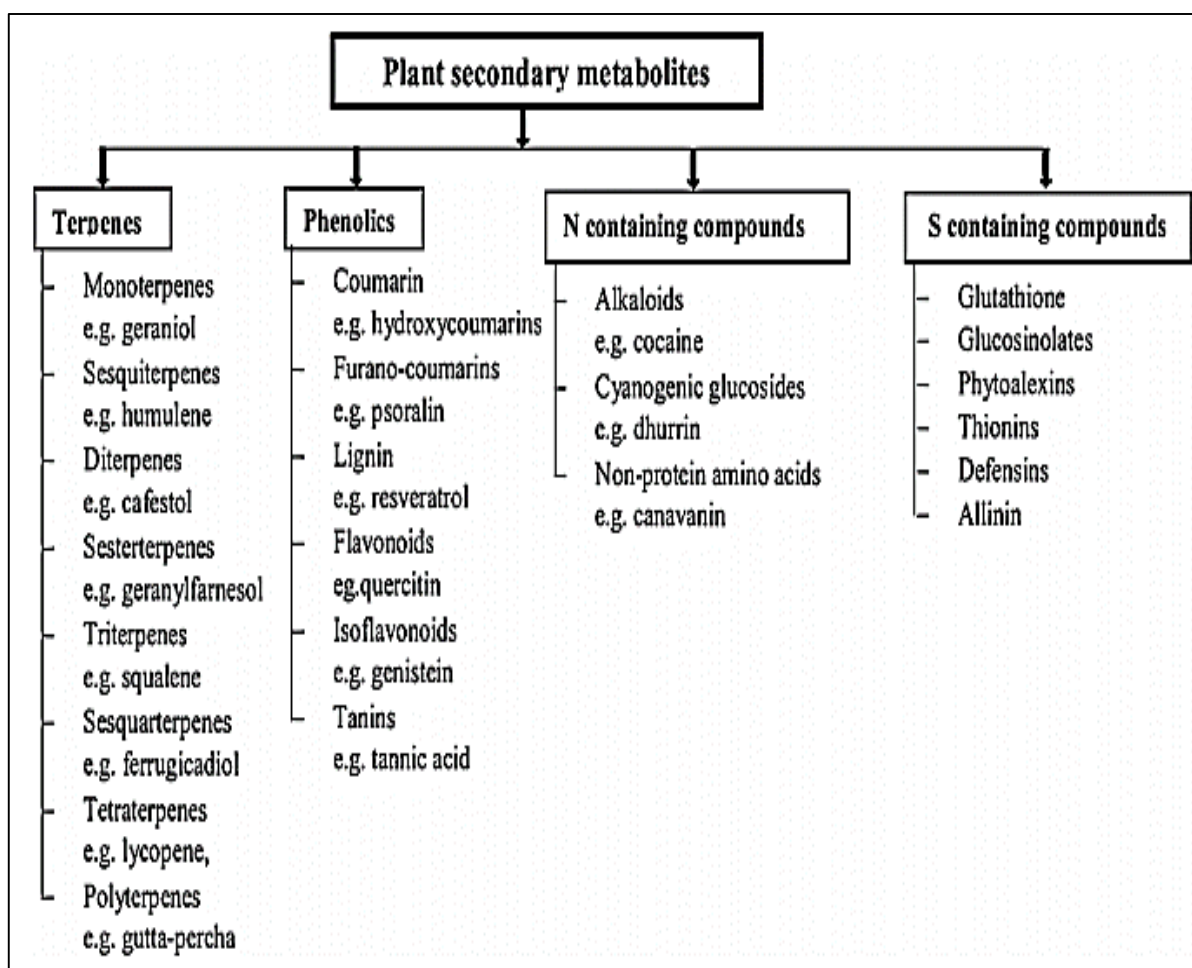 Plant secondary metabolites
Terpenes
Monoterpenes
e.g. geraniol
Sesquiterpenes
e.g. humulene
Diterpenes
e.g. cafestol
Sesterterpenes
e.g. geranylfarnesol
Triterpenes
e.g. squalene
Sesquarterpenes
e.g. ferrugicadiol
Tetraterpenes
e.g. lycopene,
Polyterpenes
e.g. gutta-percha
Phenolics
Coumarin
e.g. hydroxycoumarins
Furano-coumarins
e.g. psoralin
Lignin
e.g. resveratrol
Flavonoids
eg.quercitin
Isoflavonoids
e.g. genistein
Tanins
e.g. tannic acid
N containing compounds
Alkaloids
e.g. cocaine
Cyanogenic glucosides
e.g. dhurrin
Non-protein amino acids
e.g. canavanin
S containing compounds
Glutathione
Glucosinolates
Phytoalexins
Thionins
Defensins
Allinin